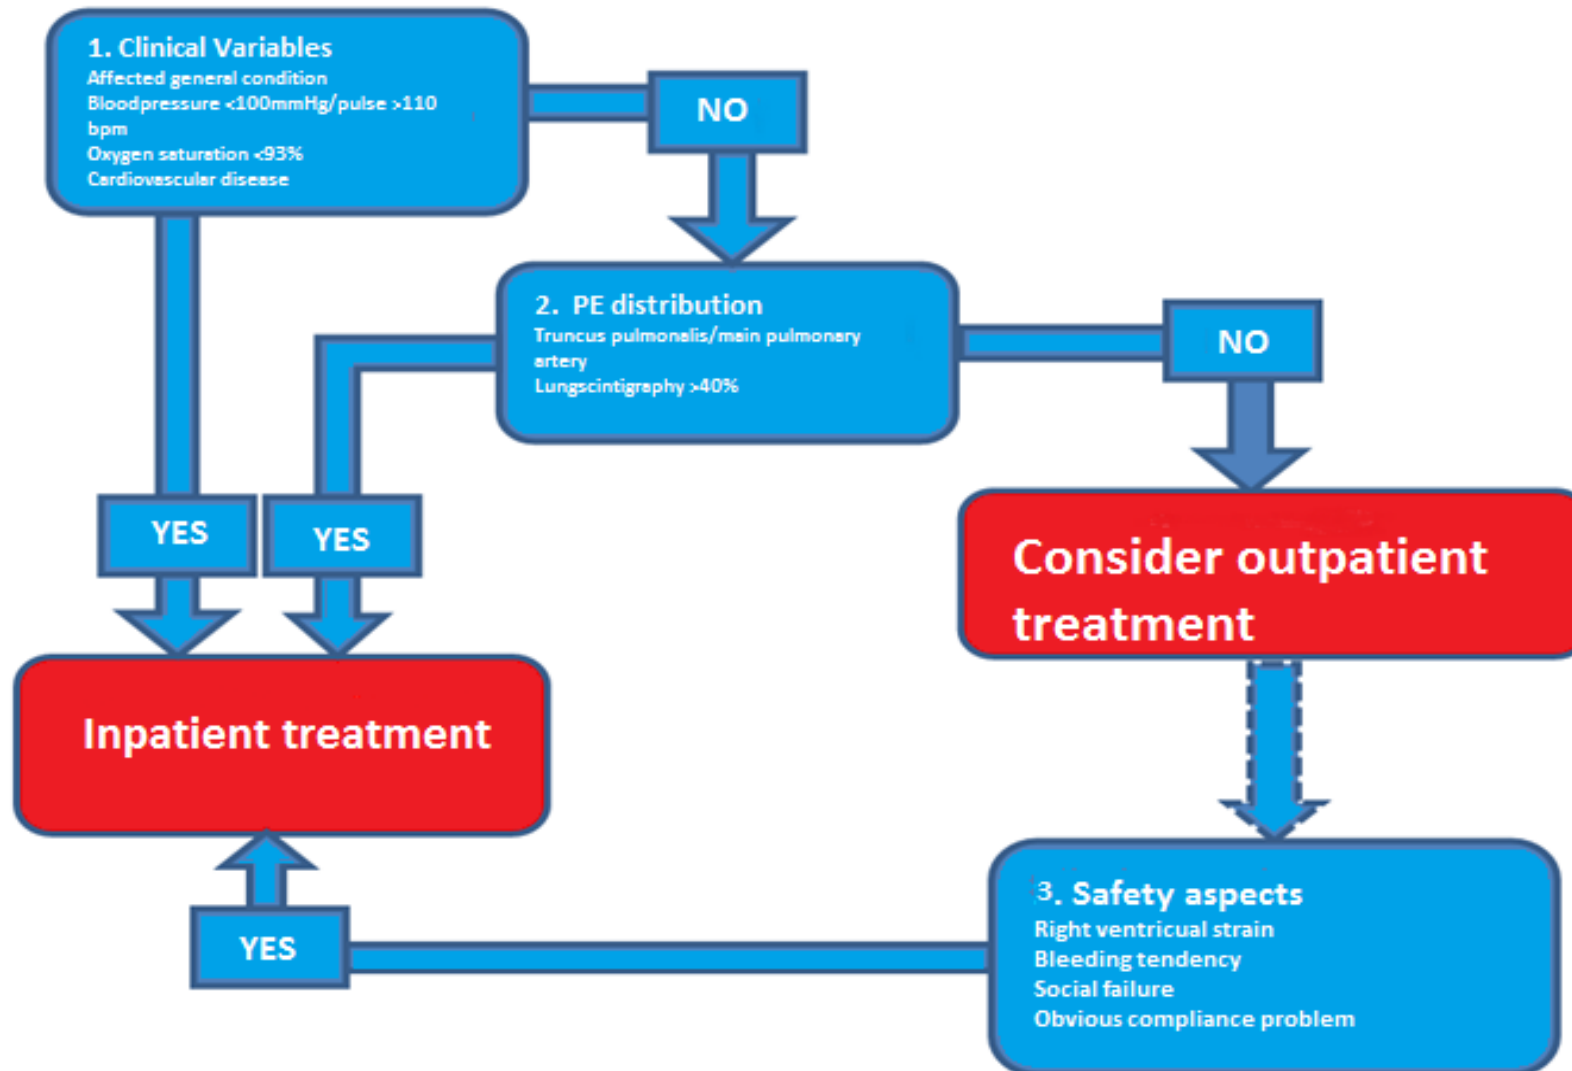 1. Clinical Variables
Affected general condition
Bloodpressure <100mmHg/pulse >110
bpm
Oxygen saturation <93%
Cardiovascular disease
NO
2. PE distribution
Truncus pulmonalis/main pulmonary
artery
Lungscintigraphy >40%
NO
YES
YES
Consider outpatient
treatment
Inpatient treatment
3. Safety aspects
Right ventricual strain
Bleeding tendency
Social failure
Obvious compliance problem
YES